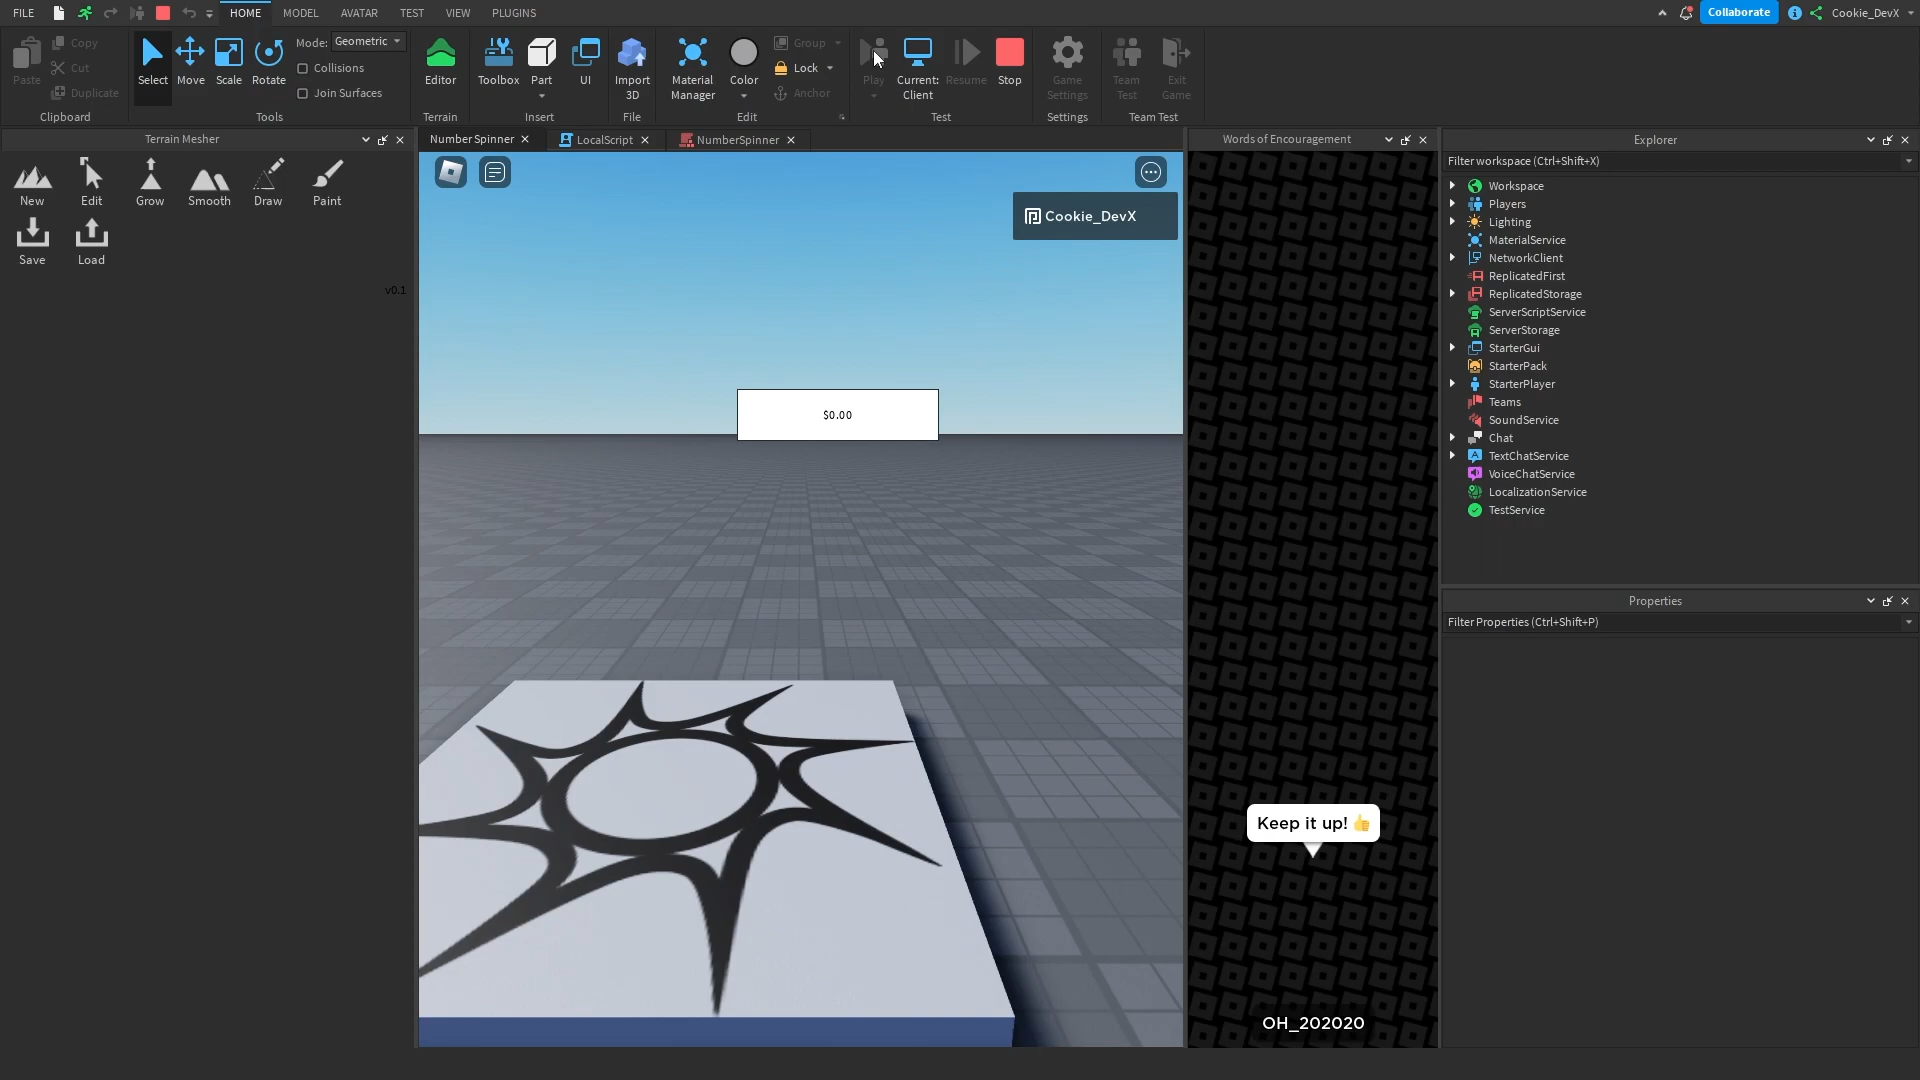 FILE
HOME
MODEL
AVATAR
TEST
VIEW
PLUGINS
Collaborate
Cookie_DevX
Paste
Copy
Cut
Duplicate
Clipboard
Select
Move
Scale
Rotate
Mode: Geometric
Collisions
Join Surfaces
Tools
Editor
Terrain
Toolbox
Part
UI
Insert
Import
3D
File
Material
Manager
Color
Group
Lock
Anchor
Edit
Play
Current:
Client
Resume
Stop
Test
Game
Settings
Settings
Team
Test
Exit
Game
Team Test
Terrain Mesher
New
Edit
Grow
Smooth
Draw
Paint
Save
Load
v0.1
Number Spinner
LocalScript
NumberSpinner
Cookie_DevX
$0.00
Words of Encouragement
Keep it up! 👍
OH_202020
Explorer
Filter workspace (Ctrl+Shift+X)
Workspace
Players
Lighting
MaterialService
NetworkClient
ReplicatedFirst
ReplicatedStorage
ServerScriptService
ServerStorage
StarterGui
StarterPack
StarterPlayer
Teams
SoundService
Chat
TextChatService
VoiceChatService
LocalizationService
TestService
Properties
Filter Properties (Ctrl+Shift+P)